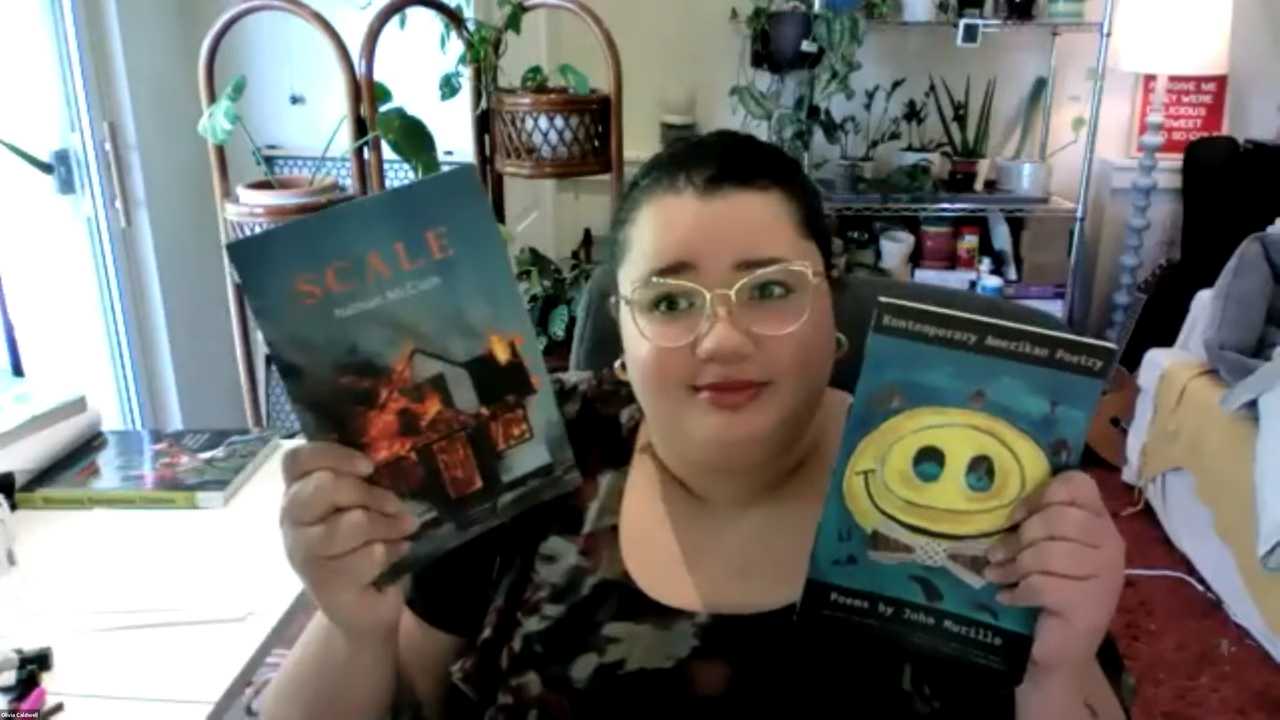 SCALE
Nathan McClain
Kontemporary Amerikan Poetry
Poems by John Murillo
FORGIVE ME
THEY WERE
DELICIOUS
SWEET
AND SO COLD
Olivia Caldwell